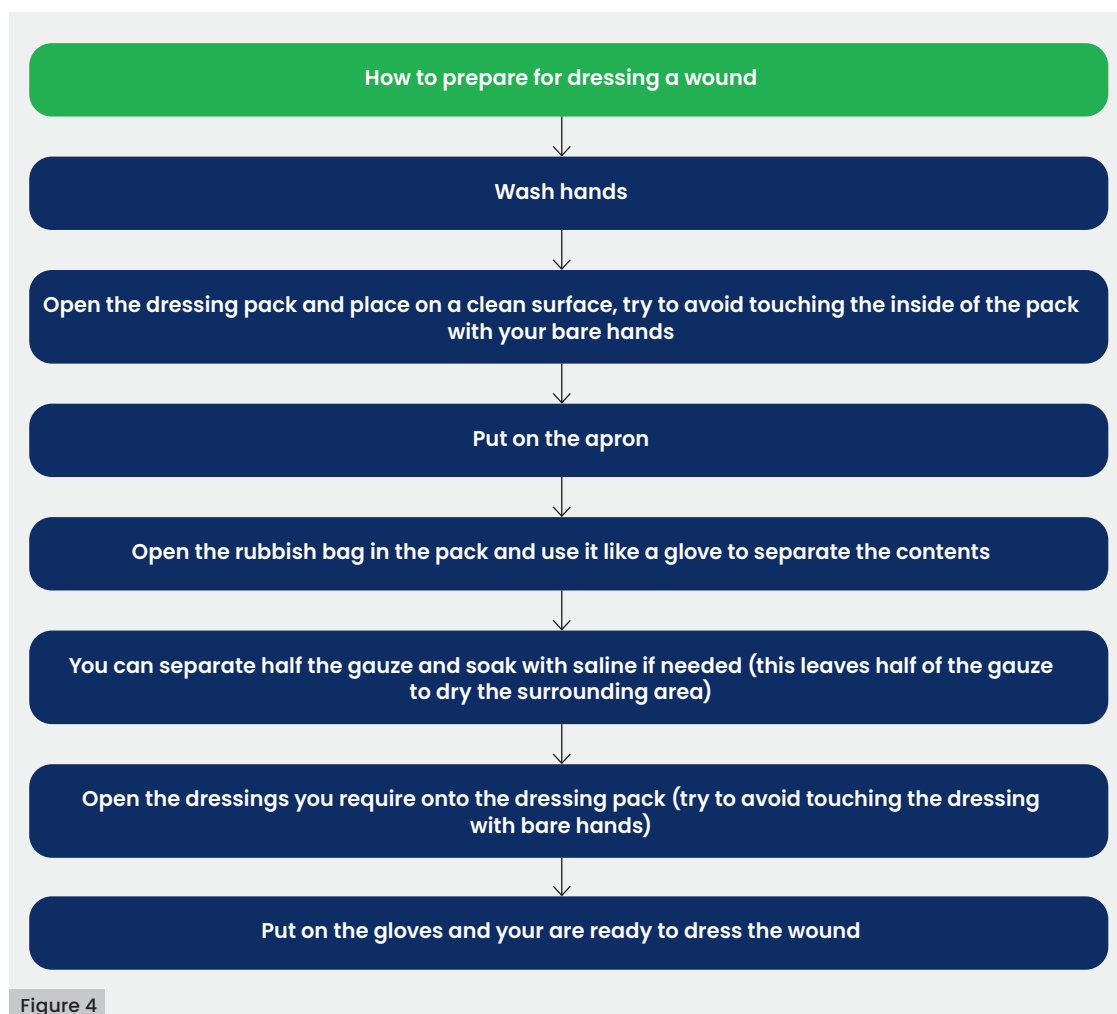 How to prepare for dressing a wound
Wash hands
Open the dressing pack and place on a clean surface, try to avoid touching the inside of the pack
with your bare hands
Put on the apron
Open the rubbish bag in the pack and use it like a glove to separate the contents
You can separate half the gauze and soak with saline if needed (this leaves half of the gauze
to dry the surrounding area)
Open the dressings you require onto the dressing pack (try to avoid touching the dressing
with bare hands)
Put on the gloves and your are ready to dress the wound
Figure 4